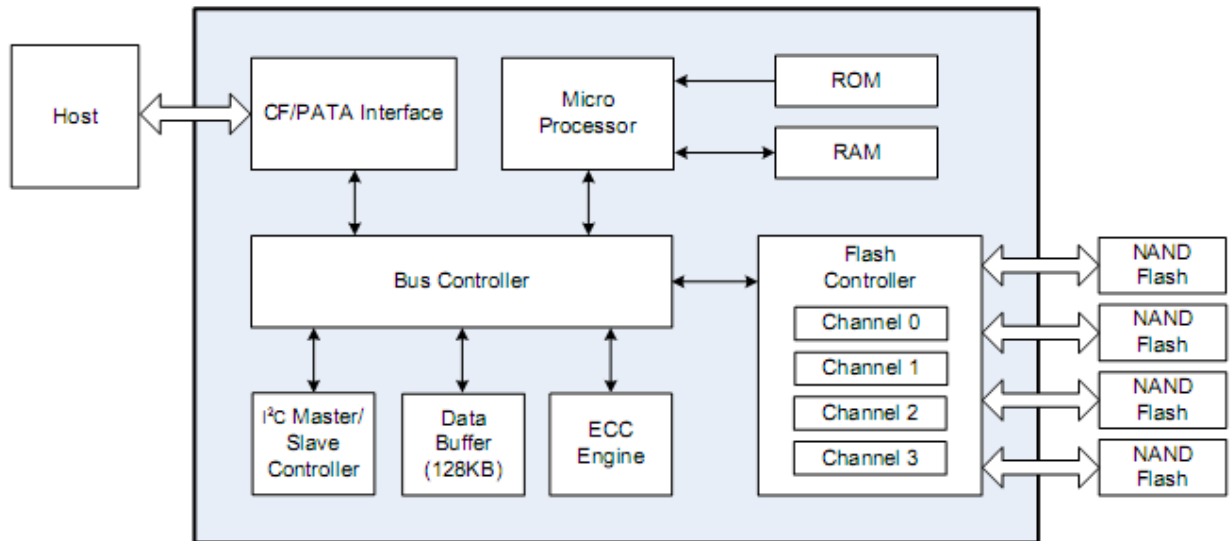 Host
CF/PATA Interface
Micro
Processor
ROM
RAM
Bus Controller
Flash
Controller
Channel 0
Channel 1
Channel 2
Channel 3
NAND
Flash
NAND
Flash
NAND
Flash
NAND
Flash
I²C Master/
Slave
Controller
Data
Buffer
(128KB)
ECC
Engine